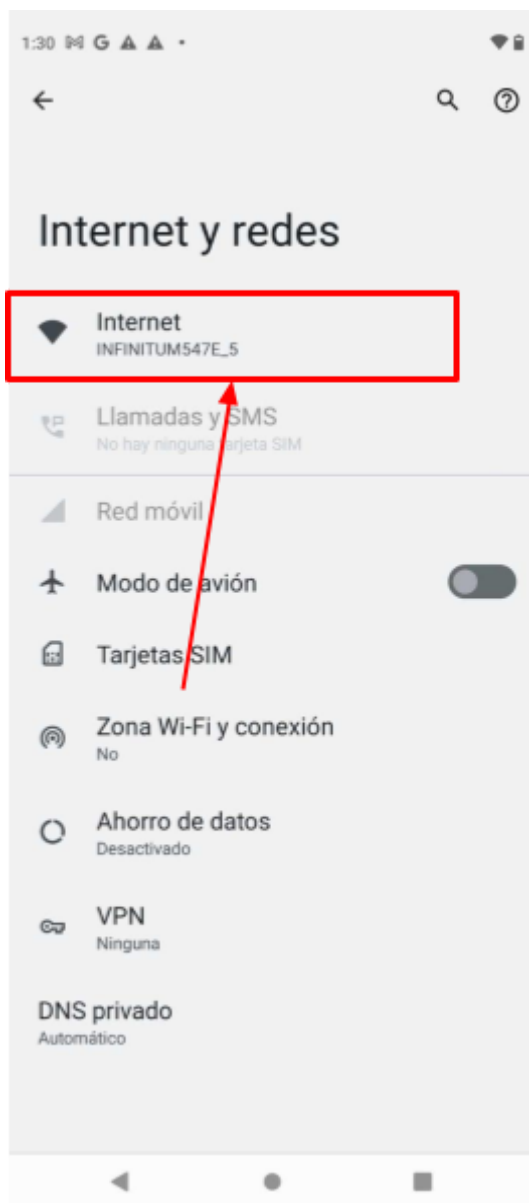 1:30
Internet y redes
Internet
INFINITUM547E_5
Llamadas y SMS
No hay ninguna tarjeta SIM
Red móvil
Modo de avión
Tarjetas SIM
Zona Wi-Fi y conexión
No
Ahorro de datos
Desactivado
VPN
Ninguna
DNS privado
Automático